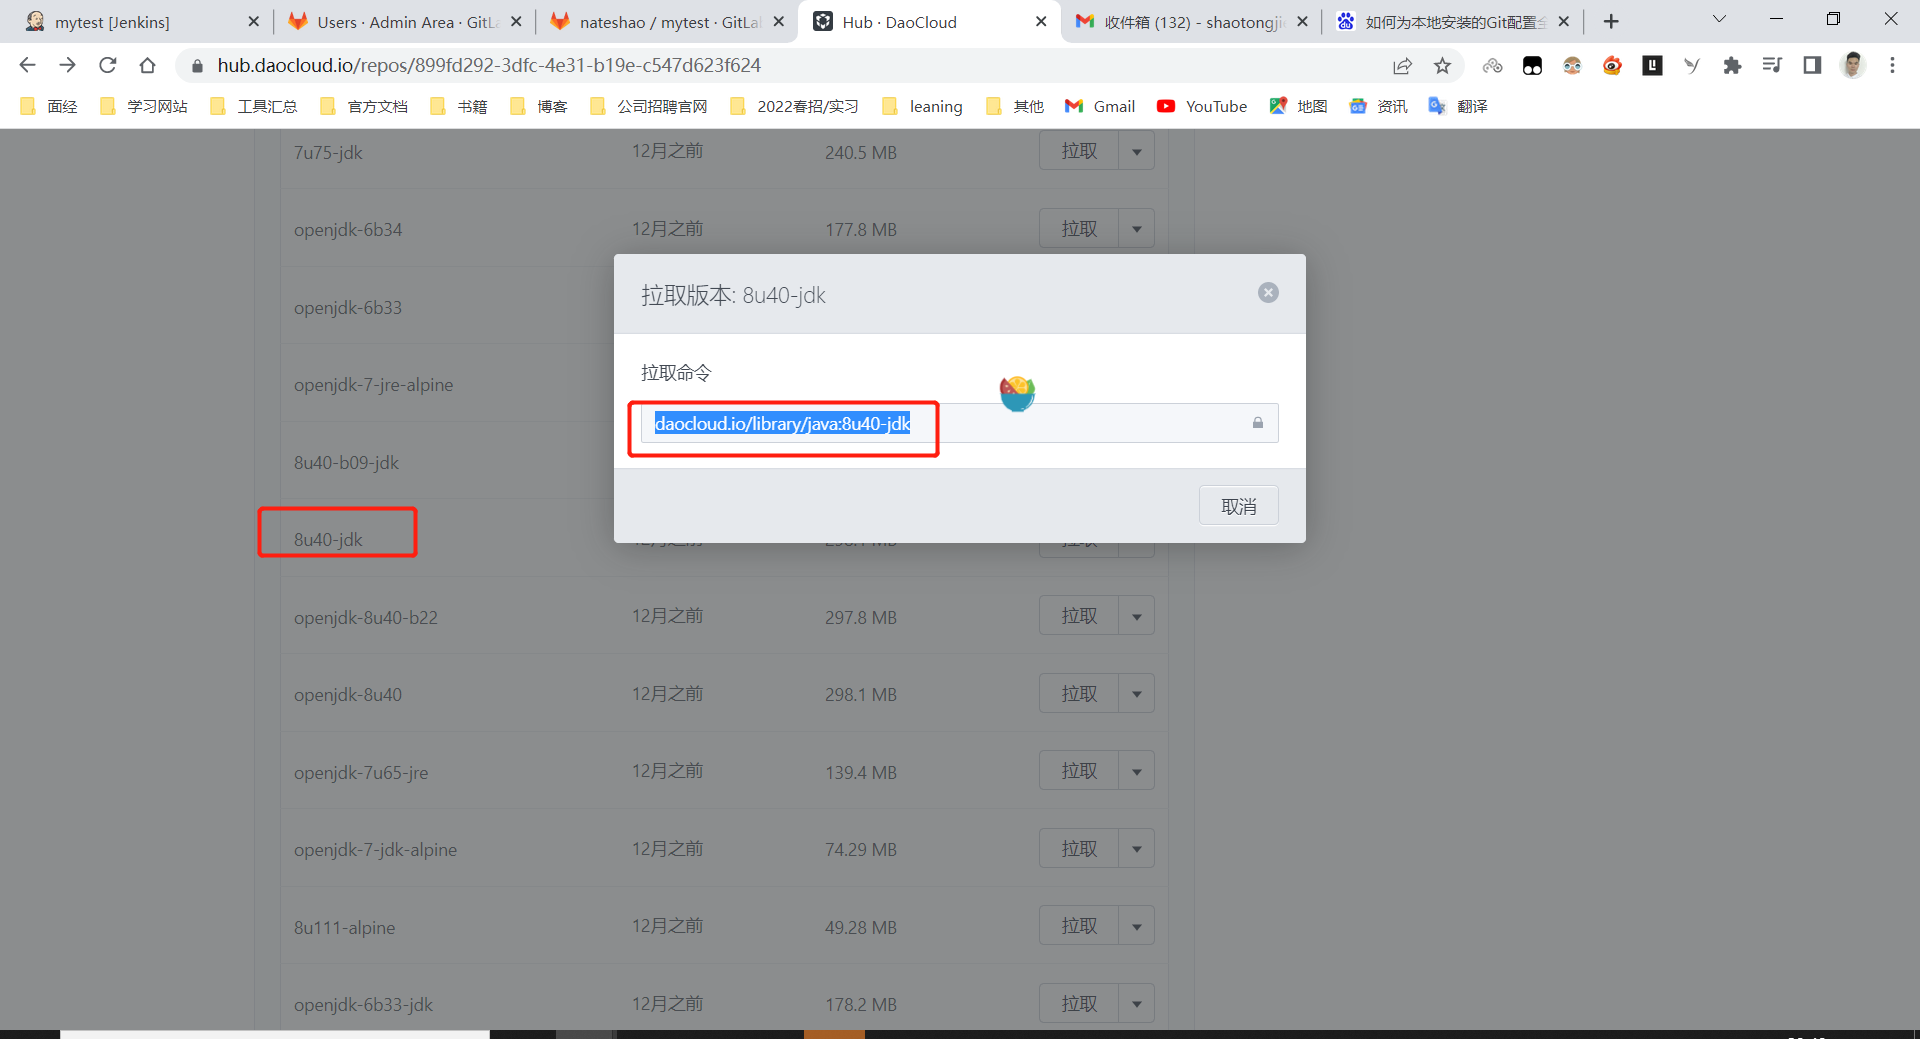 mytest [Jenkins]
Users · Admin Area · GitLa
nateshao / mytest · GitLab
Hub · DaoCloud
收件箱 (132) - shaotongjie
如何为本地安装的Git配置全
hub.daocloud.io/repos/899fd292-3dfc-4e31-b19e-c547d623f624
面经
学习网站
工具汇总
官方文档
书籍
博客
公司招聘官网
2022春招/实习
leaning
其他
Gmail
YouTube
地图
资讯
翻译
7u75-jdk 12月之前 240.5 MB 拉取
openjdk-6b34 12月之前 177.8 MB 拉取
openjdk-6b33
openjdk-7-jre-alpine
8u40-b09-jdk
8u40-jdk
拉取版本: 8u40-jdk
拉取命令
daocloud.io/library/java:8u40-jdk
取消
openjdk-8u40-b22 12月之前 297.8 MB 拉取
openjdk-8u40 12月之前 298.1 MB 拉取
openjdk-7u65-jre 12月之前 139.4 MB 拉取
openjdk-7-jdk-alpine 12月之前 74.29 MB 拉取
8u111-alpine 12月之前 49.28 MB 拉取
openjdk-6b33-jdk 12月之前 178.2 MB 拉取